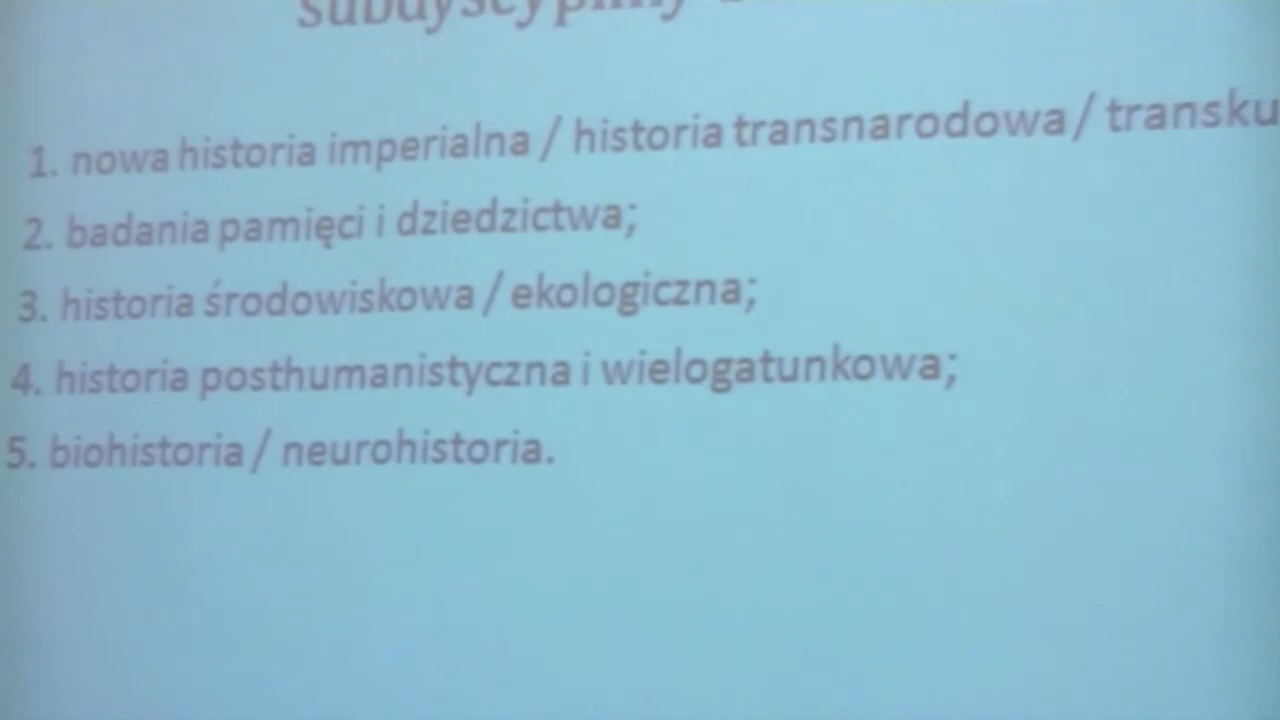 subdyscypliny
1. nowa historia imperialna / historia transnarodowa / transku
2. badania pamięci i dziedzictwa;
3. historia środowiskowa / ekologiczna;
4. historia posthumanistyczna i wielogatunkowa;
5. biohistoria / neurohistoria.